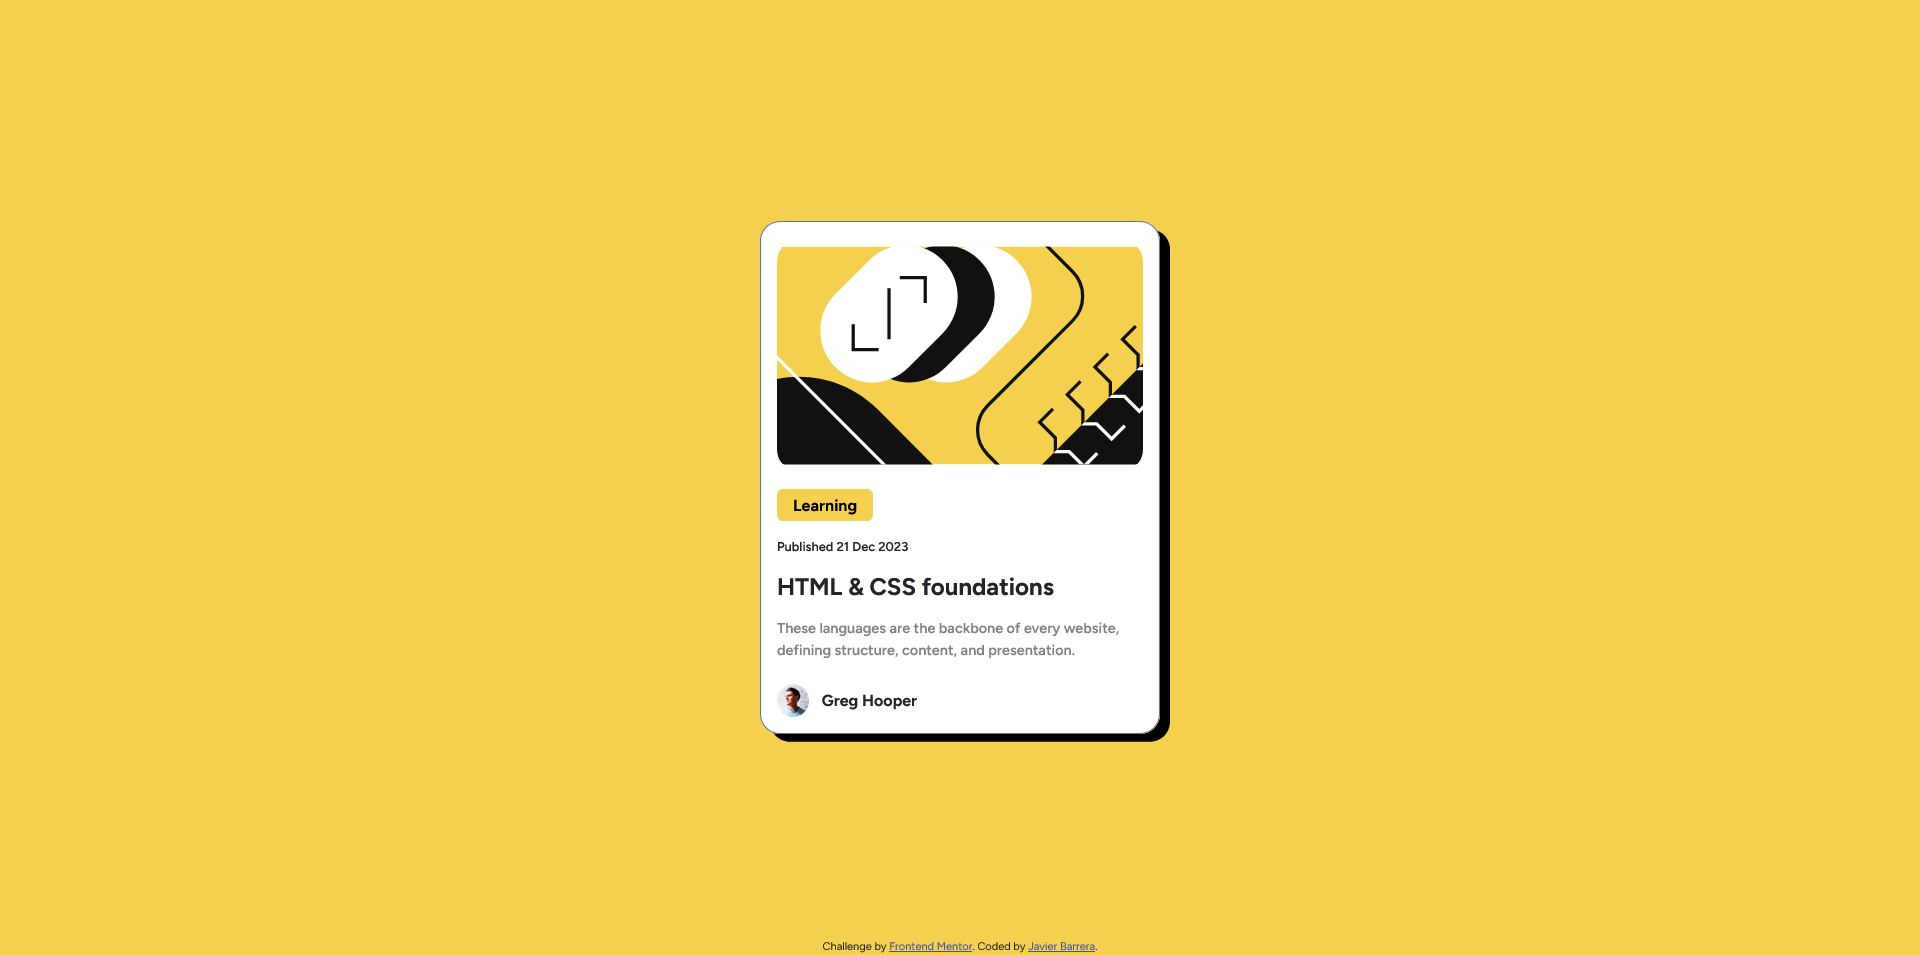 Learning
Published 21 Dec 2023
HTML & CSS foundations
These languages are the backbone of every website,
defining structure, content, and presentation.
Greg Hooper
Challenge by Frontend Mentor. Coded by Javier Barrera.